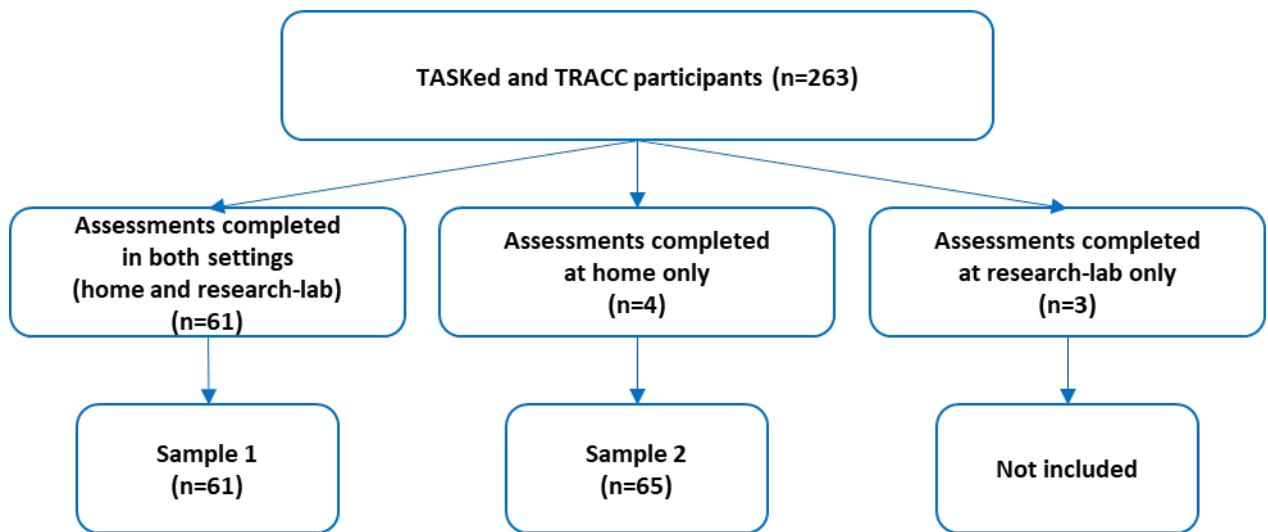 TASKed and TRACC participants (n=263)
Assessments completed
in both settings
(home and research-lab)
(n=61)
Assessments completed
at home only
(n=4)
Assessments completed
at research-lab only
(n=3)
Sample 1
(n=61)
Sample 2
(n=65)
Not included